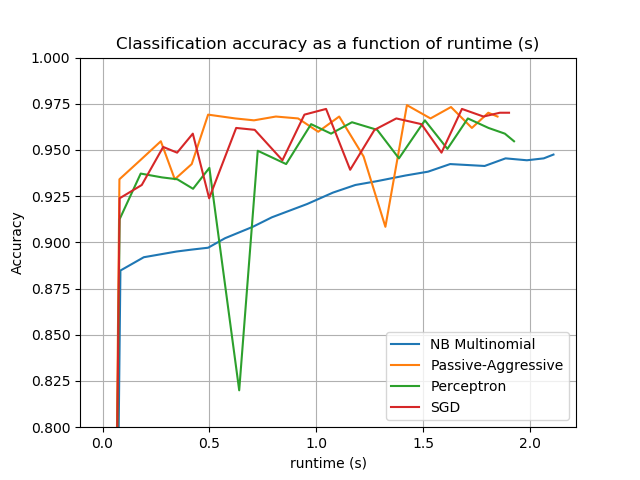 Classification accuracy as a function of runtime (s)
1.000
0.975
0.950
0.925
0.900
0.875
0.850
0.825
0.800
Accuracy
NB Multinomial
Passive-Aggressive
Perceptron
SGD
0.0 0.5 1.0 1.5 2.0
runtime (s)